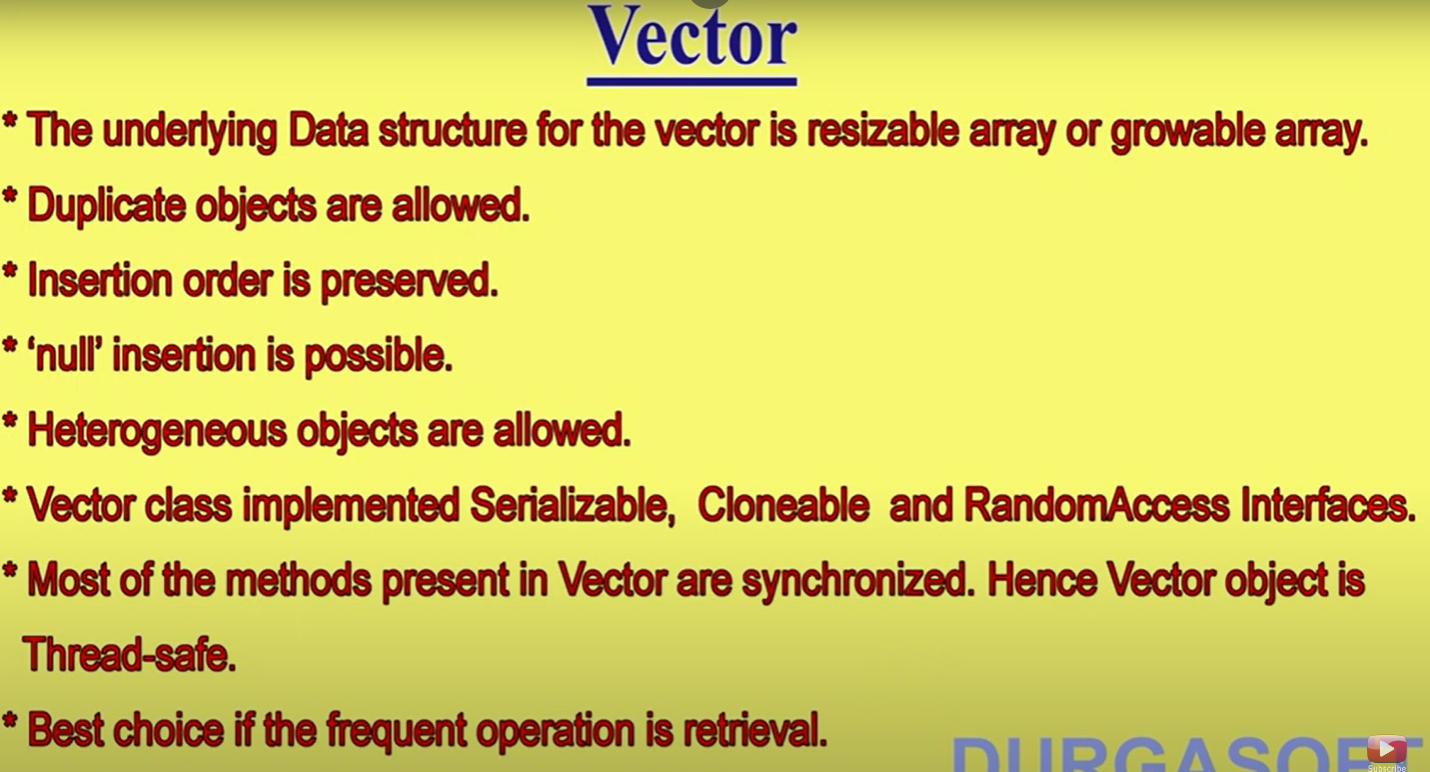 Vector
* The underlying Data structure for the vector is resizable array or growable array.
* Duplicate objects are allowed.
* Insertion order is preserved.
* ‘null’ insertion is possible.
* Heterogeneous objects are allowed.
* Vector class implemented Serializable, Cloneable and RandomAccess Interfaces.
* Most of the methods present in Vector are synchronized. Hence Vector object is
Thread-safe.
* Best choice if the frequent operation is retrieval.
Subscribe